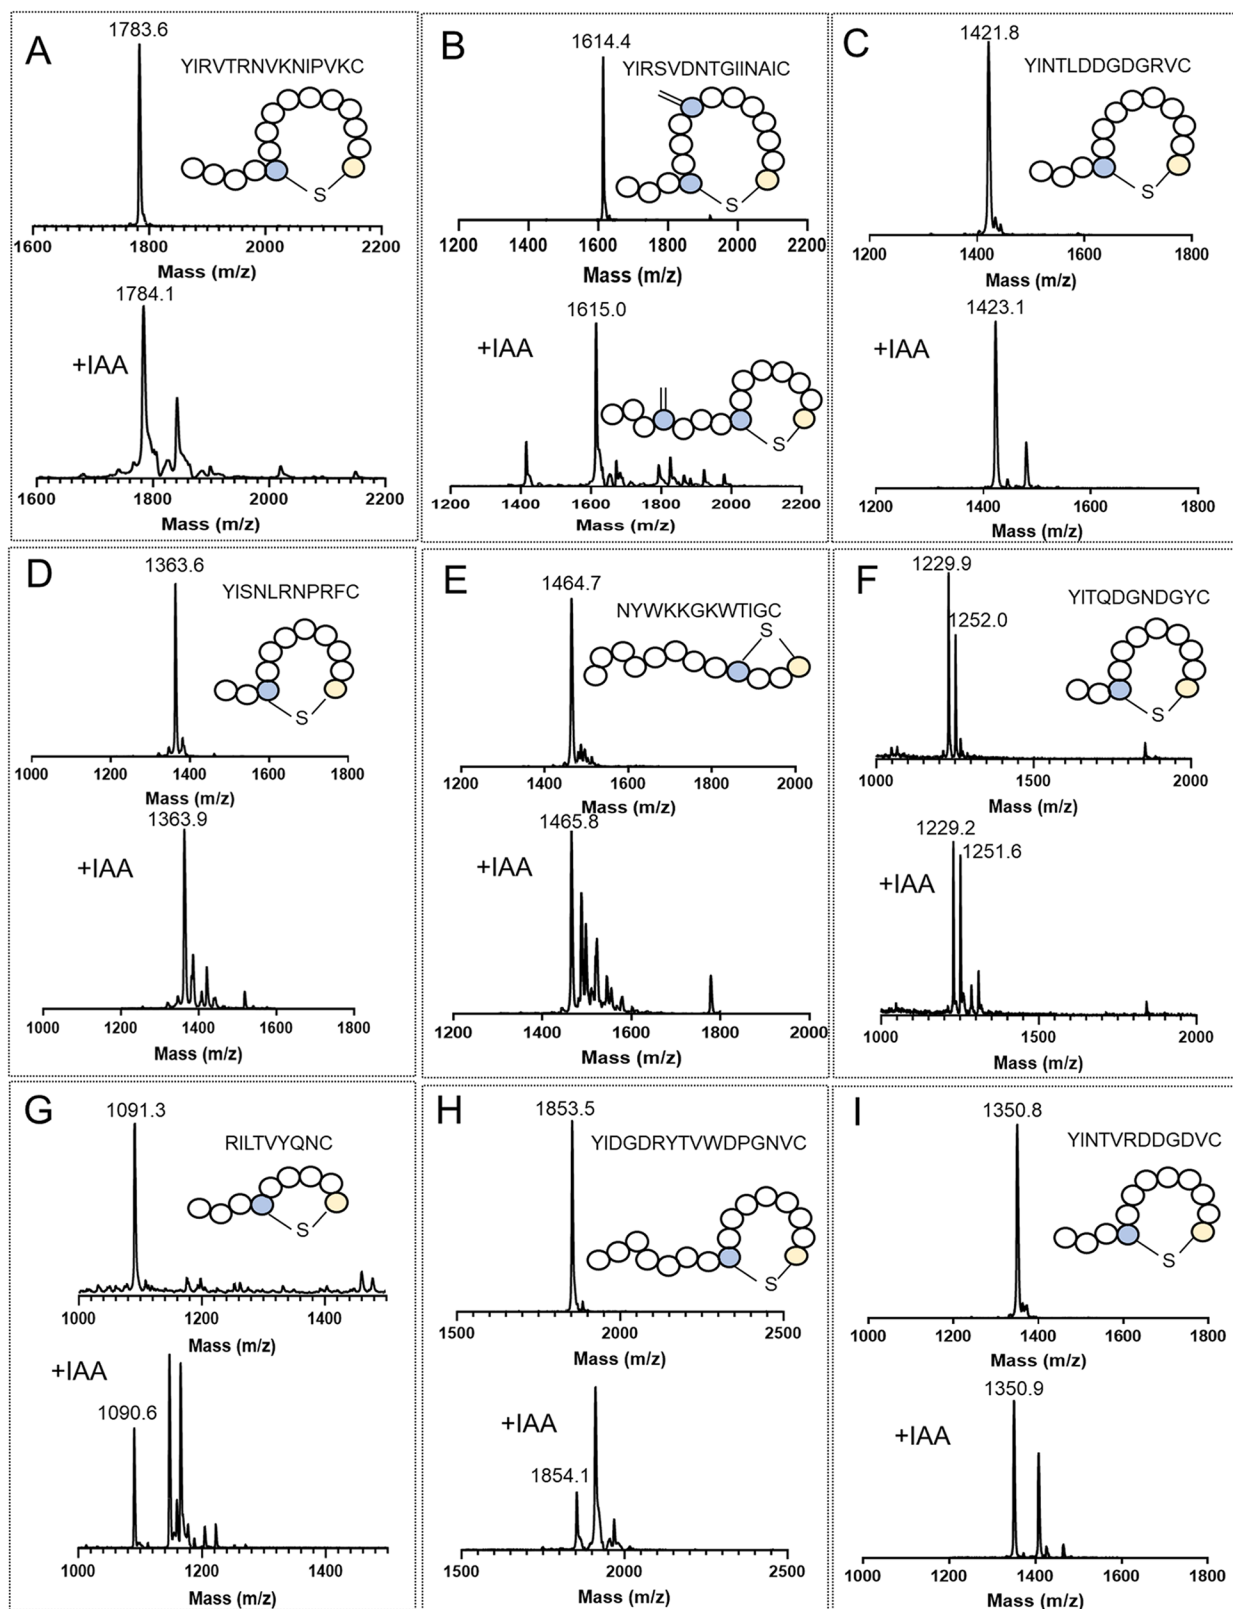 A
1783.6
YIRVTRNVKNIPVKC
S
1600 1800 2000 2200
Mass (m/z)
1784.1
+IAA
1600 1800 2000 2200
Mass (m/z)
B
1614.4
YIRSVDNTGIINAIC
S
1200 1400 1600 1800 2000 2200
Mass (m/z)
1615.0
+IAA
S
1200 1400 1600 1800 2000 2200
Mass (m/z)
C
1421.8
YINTLDDGDGRVC
S
1200 1400 1600 1800
Mass (m/z)
1423.1
+IAA
1200 1400 1600 1800
Mass (m/z)
D
1363.6
YISNLRNPRFC
S
1000 1200 1400 1600 1800
Mass (m/z)
1363.9
+IAA
1000 1200 1400 1600 1800
Mass (m/z)
E
1464.7
NYWKKGKWTIGC
S
1200 1400 1600 1800 2000
Mass (m/z)
1465.8
+IAA
1200 1400 1600 1800 2000
Mass (m/z)
F
1229.9
1252.0
YITQDGNDGYC
S
1000 1500 2000
Mass (m/z)
1229.2
1251.6
+IAA
1000 1500 2000
Mass (m/z)
G
1091.3
RILTVYQNC
S
1000 1200 1400
Mass (m/z)
+IAA
1090.6
1000 1200 1400
Mass (m/z)
H
1853.5
YIDGDRYTVWDPGNVC
S
1500 2000 2500
Mass (m/z)
+IAA
1854.1
1500 2000 2500
Mass (m/z)
I
1350.8
YINTVRDDGDVC
S
1000 1200 1400 1600 1800
Mass (m/z)
1350.9
+IAA
1000 1200 1400 1600 1800
Mass (m/z)